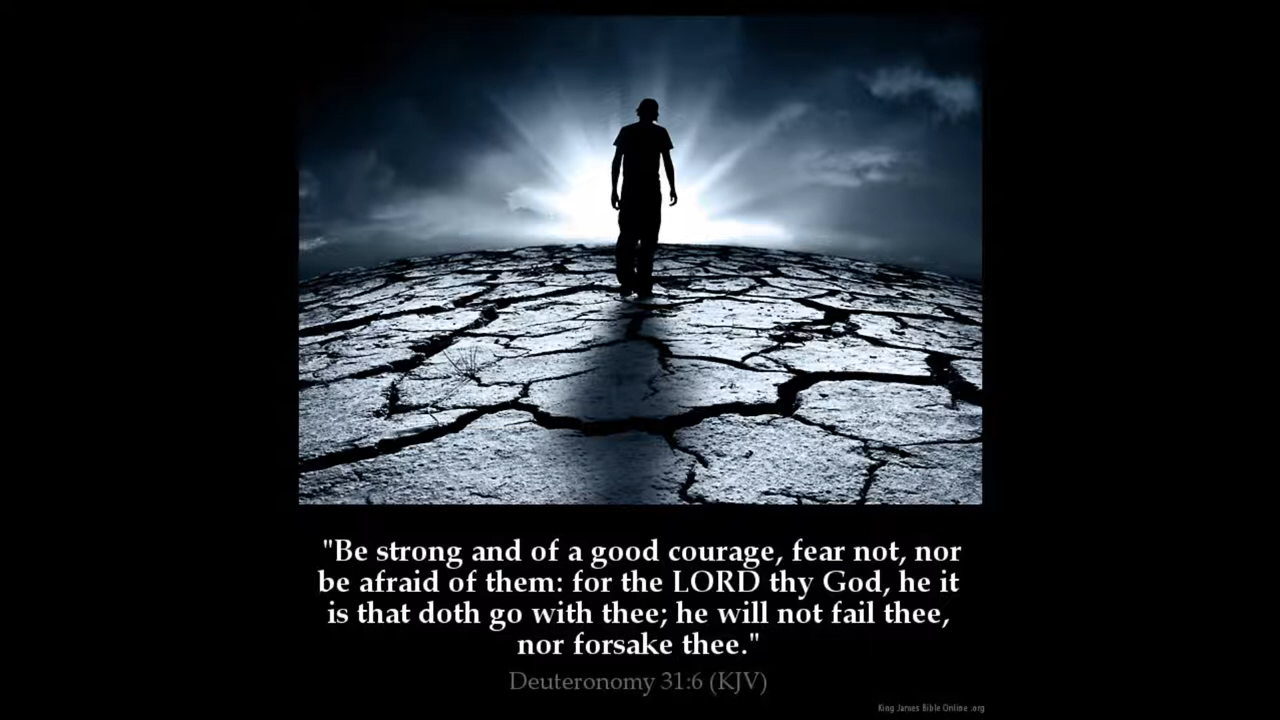 "Be strong and of a good courage, fear not, nor
be afraid of them: for the LORD thy God, he it
is that doth go with thee; he will not fail thee,
nor forsake thee."
Deuteronomy 31:6 (KJV)
King James Bible Online .org